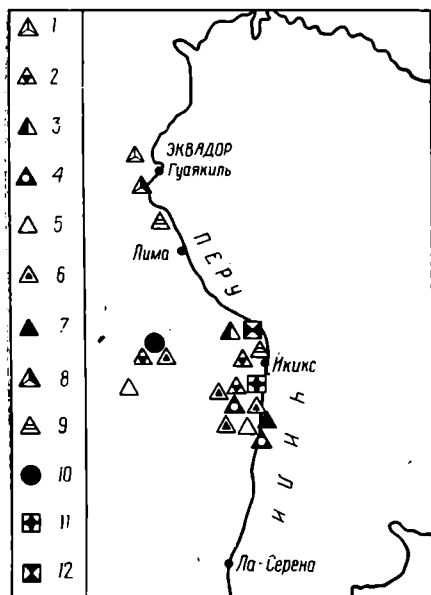 1
2
3
4
5
6
7
8
9
10
11
12
ЭКВАДОР
Гуаякиль
Лима
ПЕРУ
Икикс
ЧИЛИ
Ла-Серена